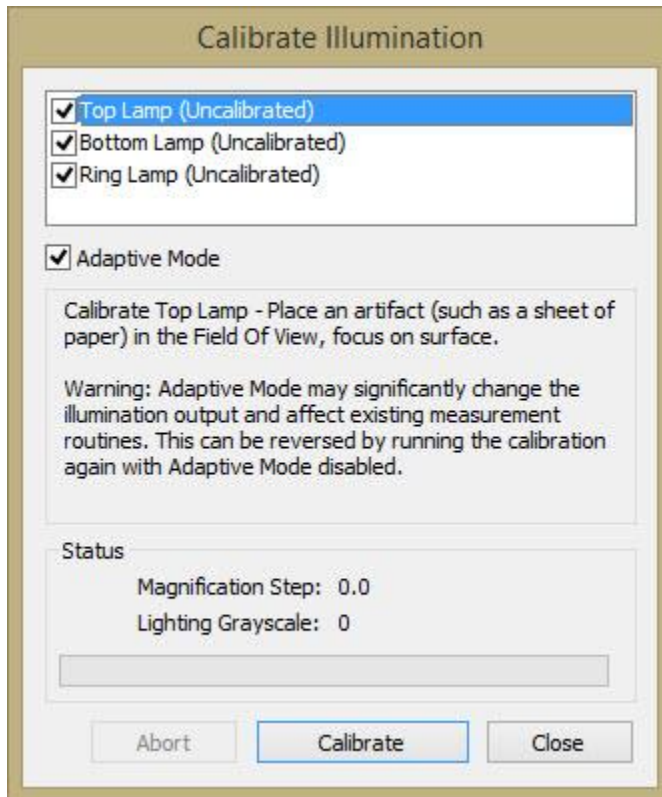 Calibrate Illumination
Top Lamp (Uncalibrated)
Bottom Lamp (Uncalibrated)
Ring Lamp (Uncalibrated)
Adaptive Mode
Calibrate Top Lamp - Place an artifact (such as a sheet of
paper) in the Field Of View, focus on surface.
Warning: Adaptive Mode may significantly change the
illumination output and affect existing measurement
routines. This can be reversed by running the calibration
again with Adaptive Mode disabled.
Status
Magnification Step: 0.0
Lighting Grayscale: 0
Abort Calibrate Close